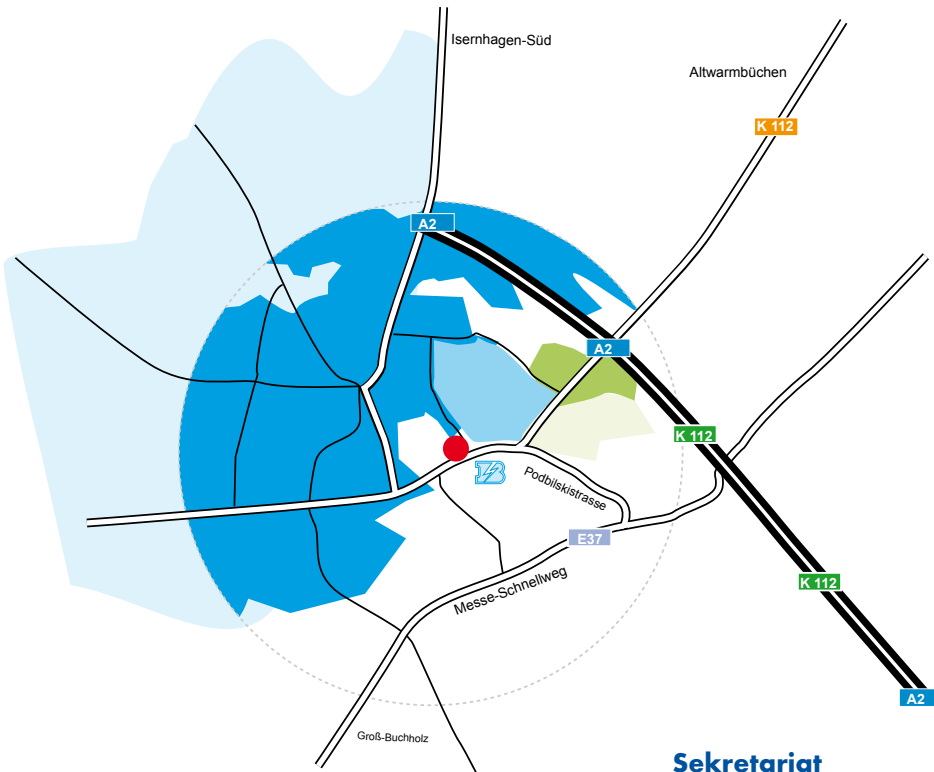 Isernhagen-Süd
Altwarmbüchen
K 112
A2
A2
K 112
Podbilskistrasse
E37
Messe-Schnellweg
K 112
A2
Groß-Buchholz
Sekretariat